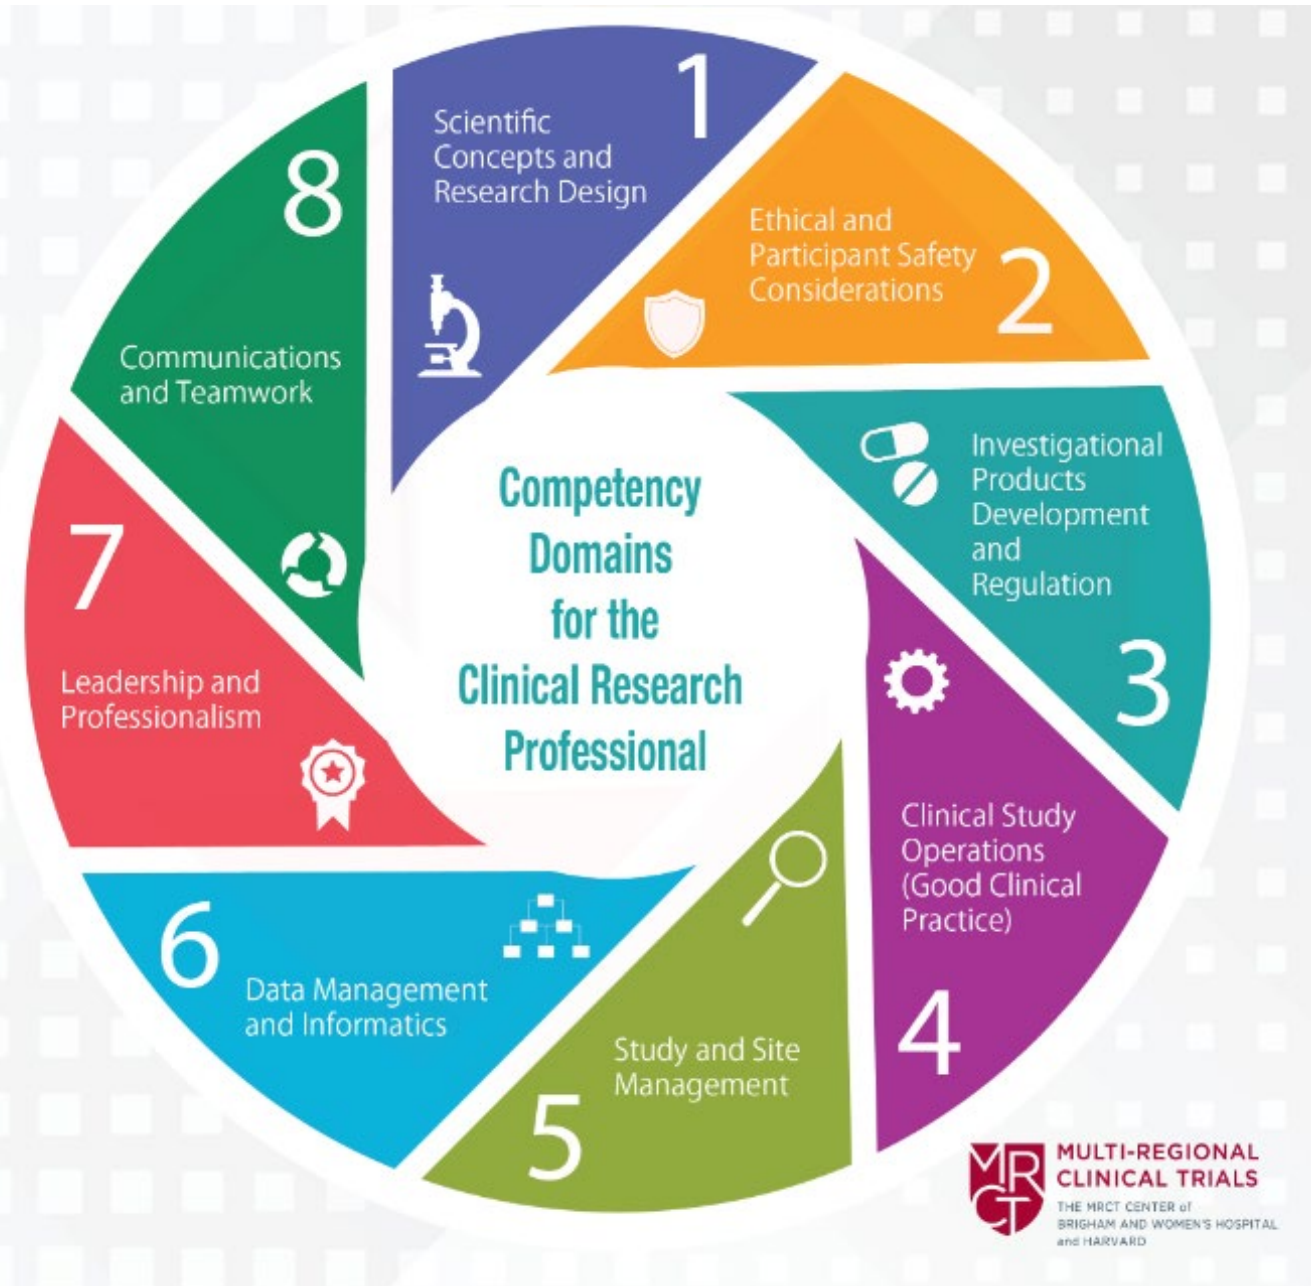 Competency
Domains
for the
Clinical Research
Professional
1
Scientific
Concepts and
Research Design
2
Ethical and
Participant Safety
Considerations
3
Investigational
Products
Development
and
Regulation
4
Clinical Study
Operations
(Good Clinical
Practice)
5
Study and Site
Management
6
Data Management
and Informatics
7
Leadership and
Professionalism
8
Communications
and Teamwork
MR
CT
MULTI-REGIONAL
CLINICAL TRIALS
THE MRCT CENTER of
BRIGHAM AND WOMEN'S HOSPITAL
and HARVARD